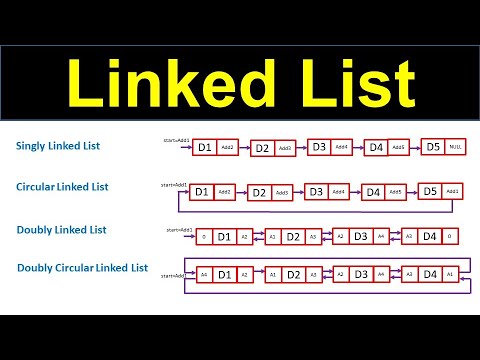 Linked List
Singly Linked List
start=Add1
D1 Add2 D2 Add3 D3 Add4 D4 Add5 D5 NULL
Circular Linked List
start=Add1
D1 Add2 D2 Add3 D3 Add4 D4 Add5 D5 Add1
Doubly Linked List
start=Add1
0 D1 A2 A1 D2 A3 A2 D3 A4 A3 D4 0
Doubly Circular Linked List
start=Add1
A4 D1 A2 A1 D2 A3 A2 D3 A4 A3 D4 A1